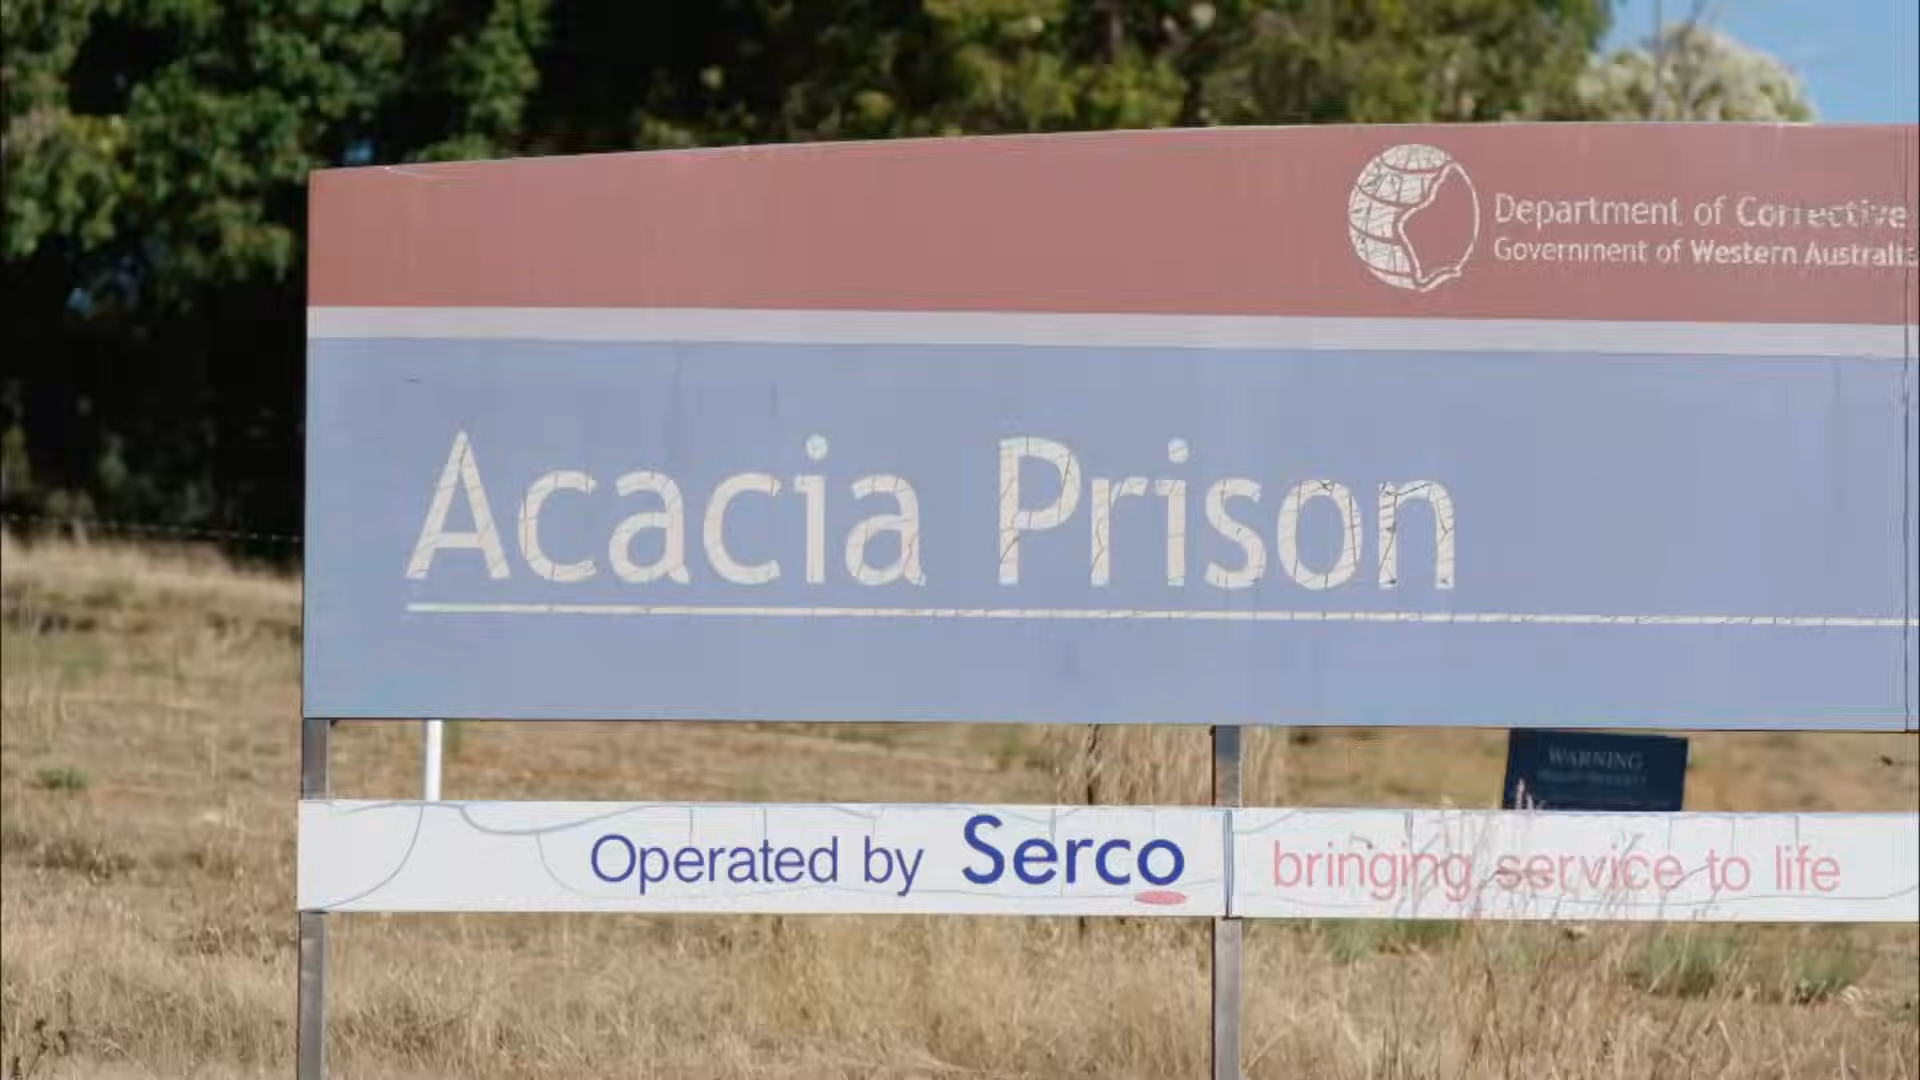 Department of Corrective
Government of Western Australia
Acacia Prison
WARNING
Operated by Serco bringing service to life